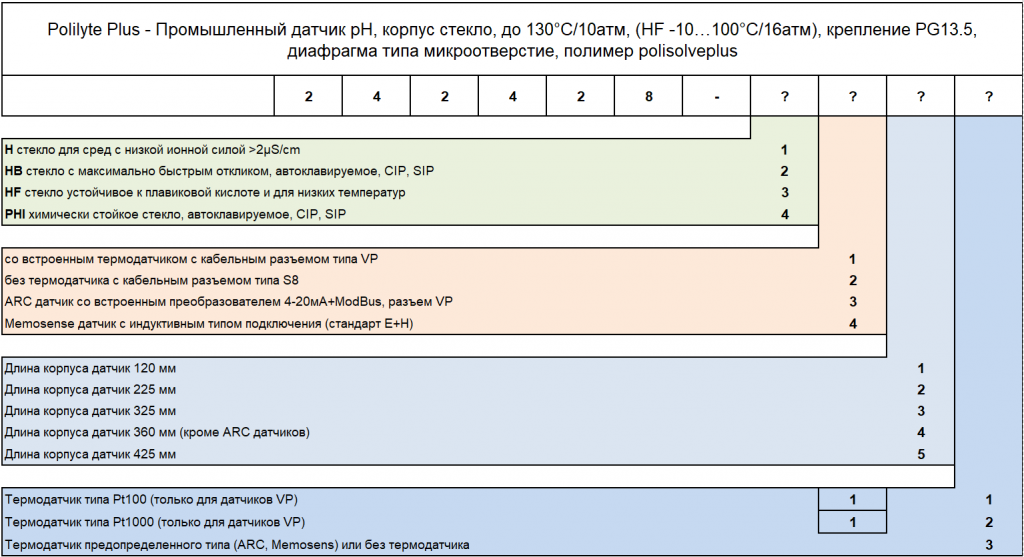 Polilyte Plus - Промышленный датчик pH, корпус стекло, до 130°C/10атм, (HF -10…100°C/16атм), крепление PG13.5,
диафрагма типа микроотверстие, полимер polisolveplus
2 4 2 4 2 8 - ? ? ? ?
H стекло для сред с низкой ионной силой >2µS/cm 1
HB стекло с максимально быстрым откликом, автоклавируемое, CIP, SIP 2
HF стекло устойчивое к плавиковой кислоте и для низких температур 3
PHI химически стойкое стекло, автоклавируемое, CIP, SIP 4
со встроенным термодатчиком с кабельным разъемом типа VP 1
без термодатчика с кабельным разъемом типа S8 2
ARC датчик со встроенным преобразователем 4-20мА+ModBus, разъем VP 3
Memosense датчик с индуктивным типом подключения (стандарт E+H) 4
Длина корпуса датчик 120 мм 1
Длина корпуса датчик 225 мм 2
Длина корпуса датчик 325 мм 3
Длина корпуса датчик 360 мм (кроме ARC датчиков) 4
Длина корпуса датчик 425 мм 5
Термодатчик типа Pt100 (только для датчиков VP) 1 1
Термодатчик типа Pt1000 (только для датчиков VP) 1 2
Термодатчик предопределенного типа (ARC, Memosens) или без термодатчика 3